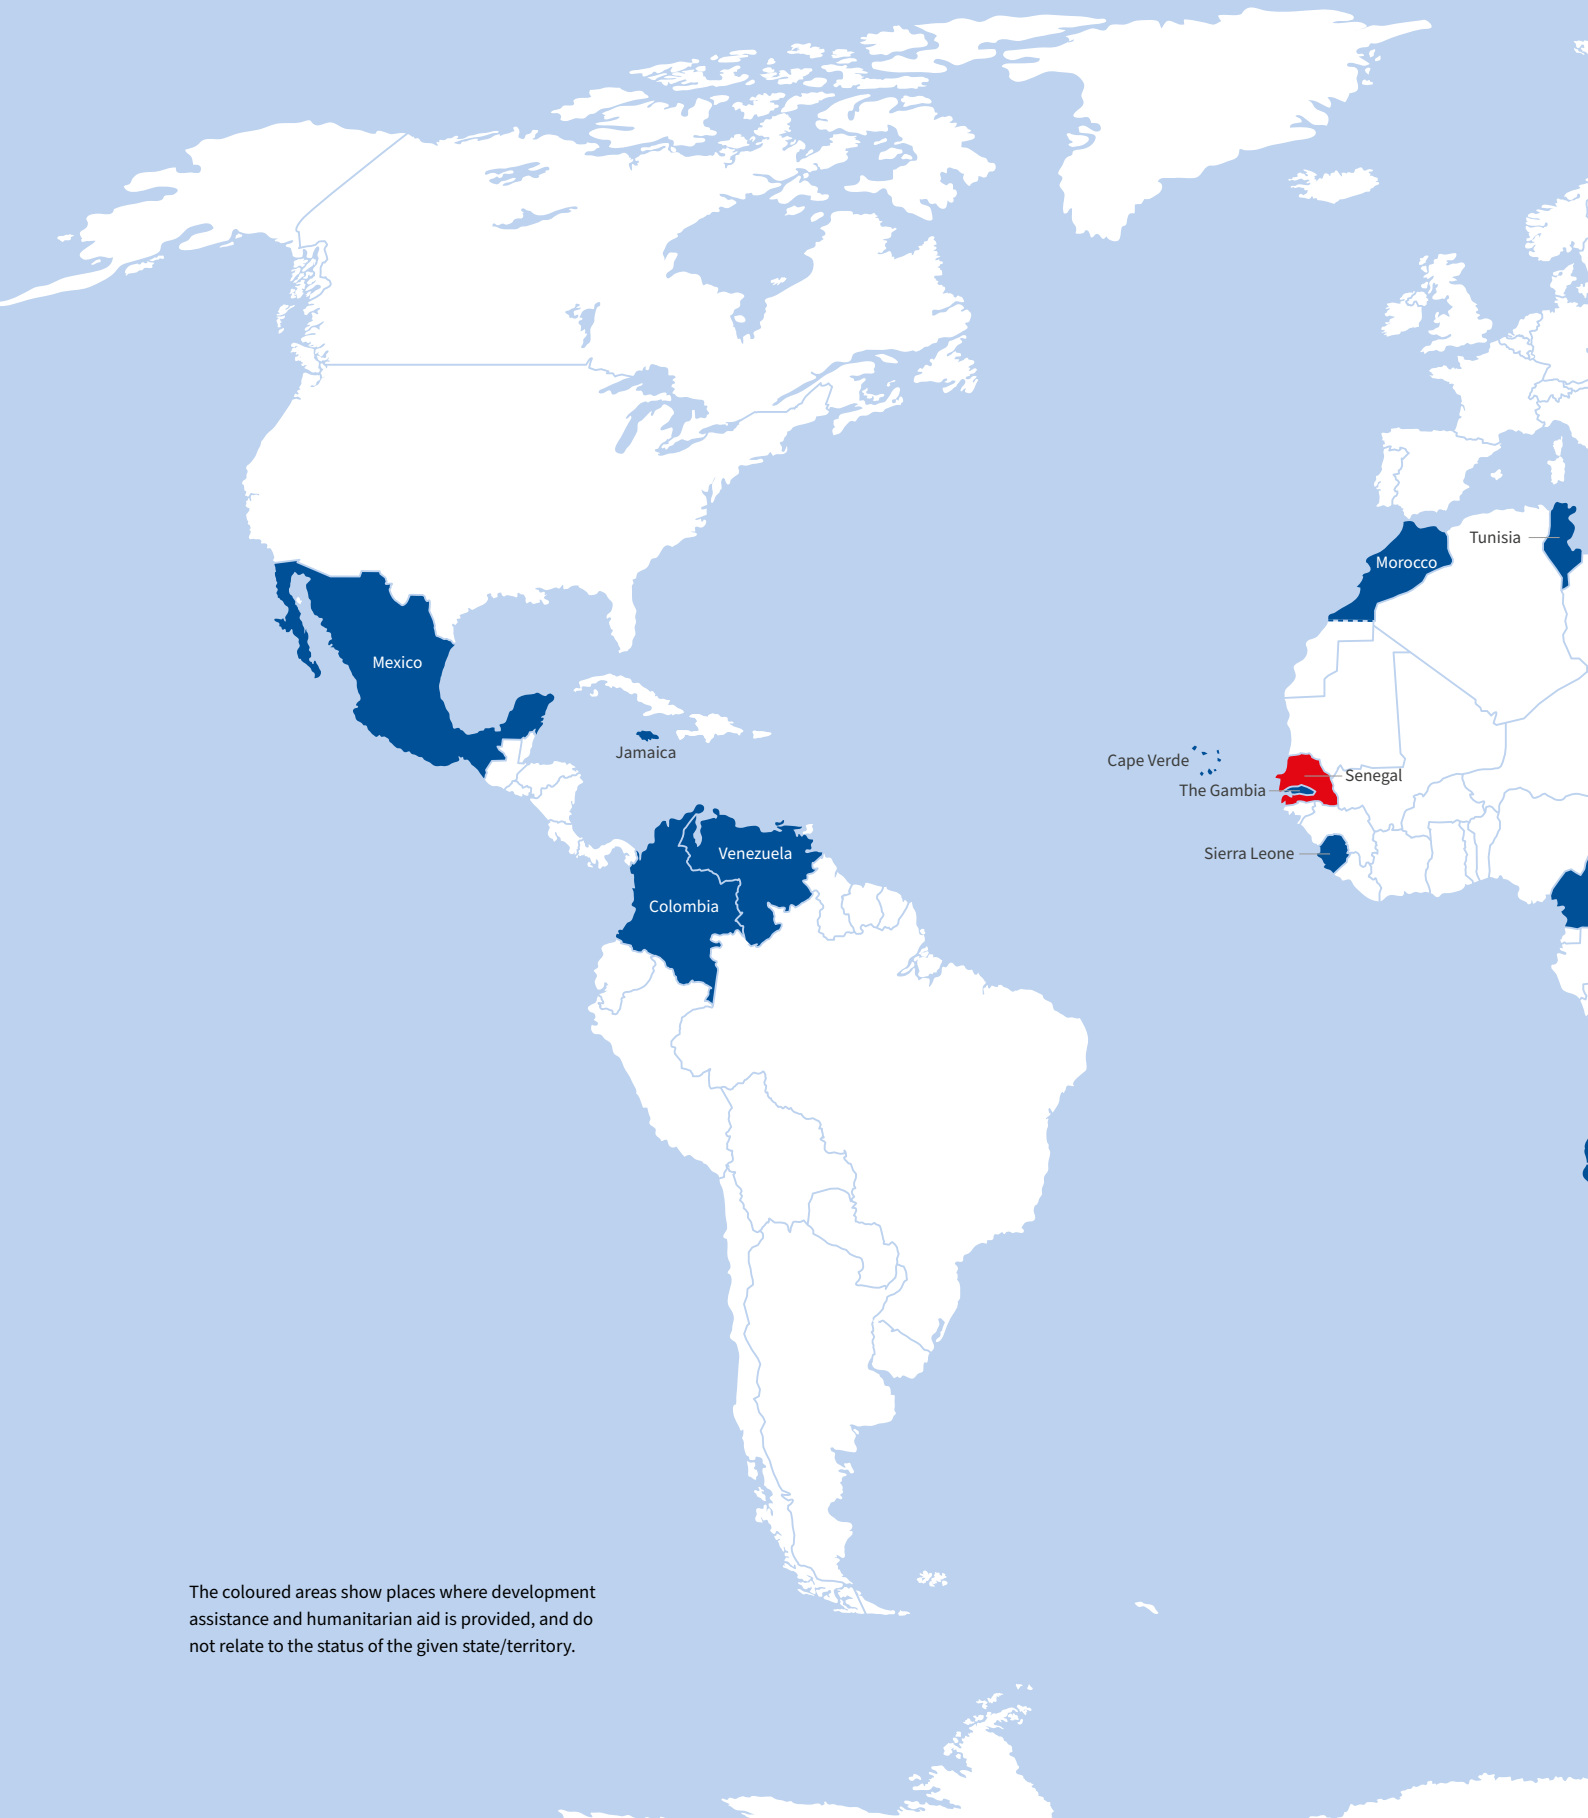 Tunisia
Morocco
Mexico
Jamaica
Cape Verde
Senegal
The Gambia
Venezuela
Sierra Leone
Colombia
The coloured areas show places where development
assistance and humanitarian aid is provided, and do
not relate to the status of the given state/territory.